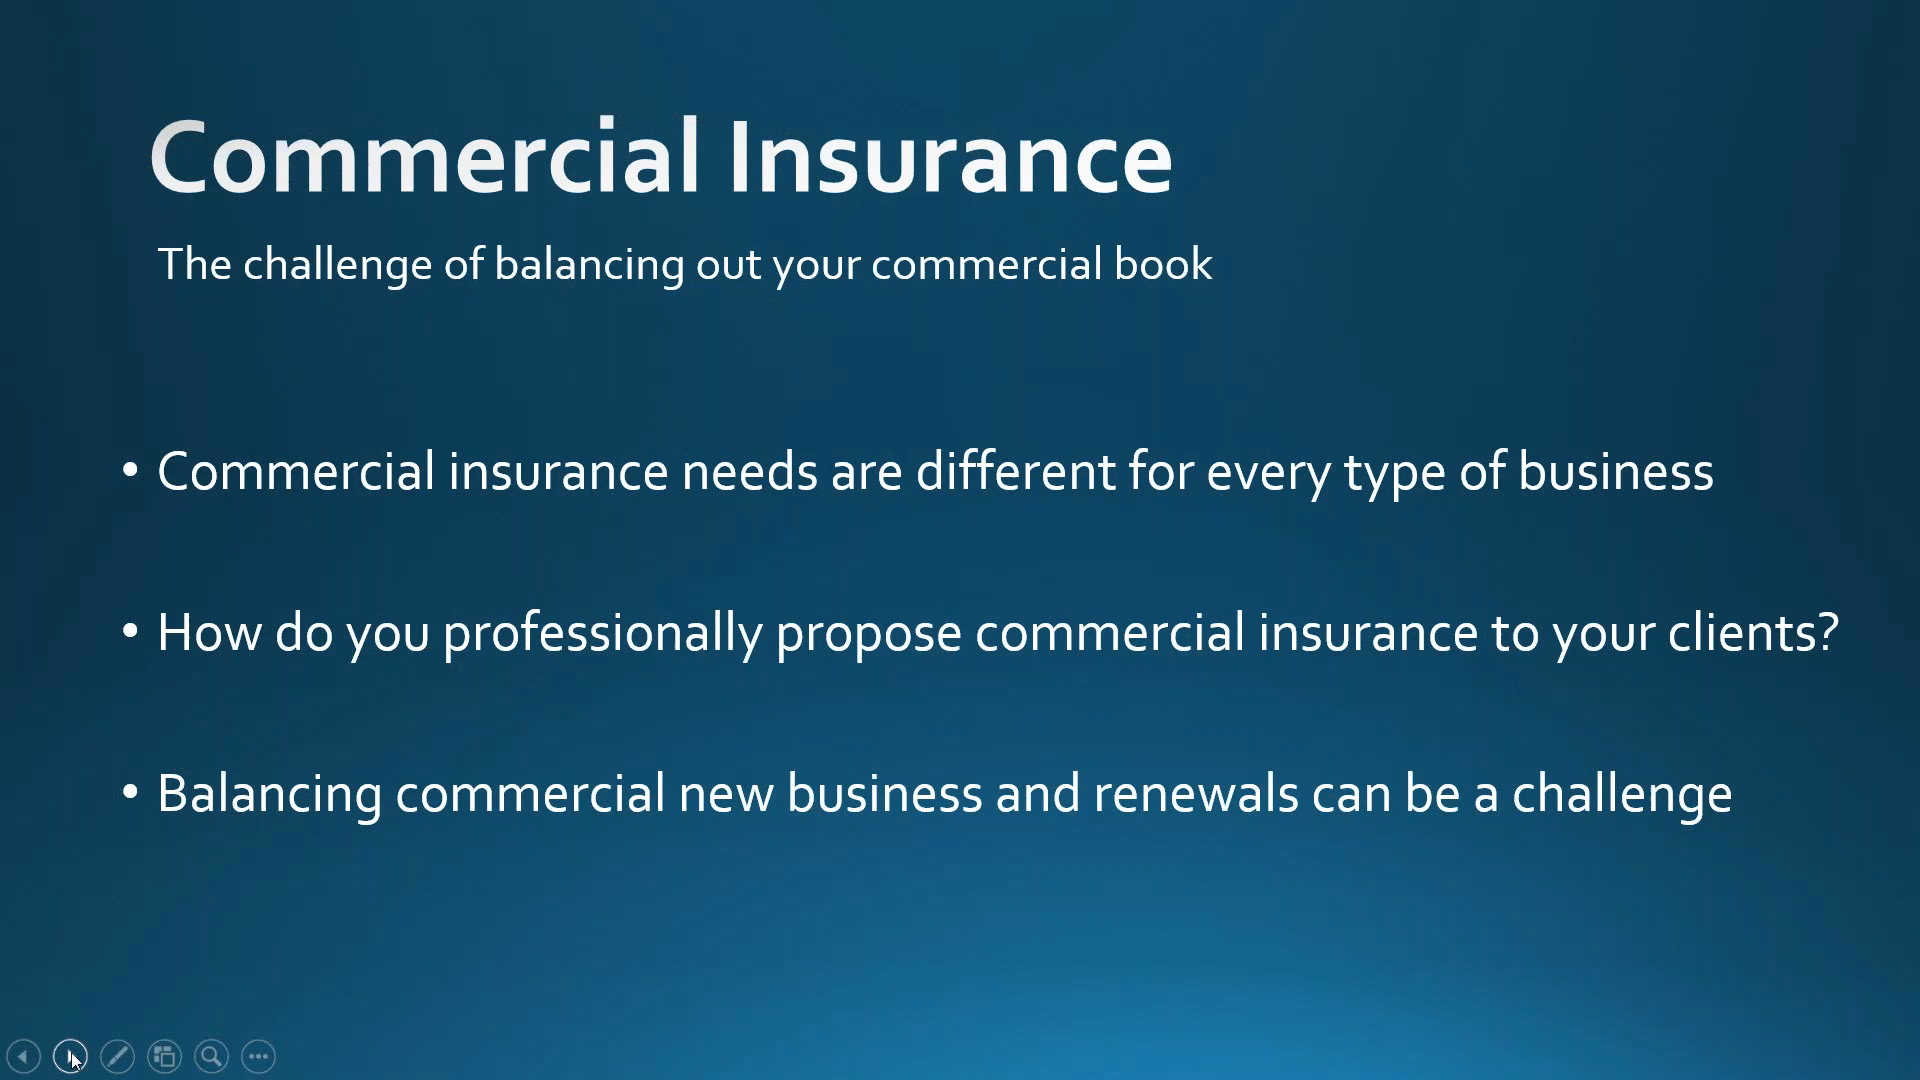 Commercial Insurance
The challenge of balancing out your commercial book
• Commercial insurance needs are different for every type of business
• How do you professionally propose commercial insurance to your clients?
• Balancing commercial new business and renewals can be a challenge